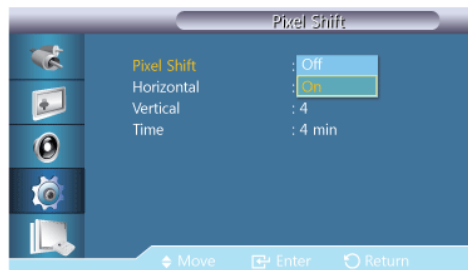 Pixel Shift
Pixel Shift : Off
Horizontal : On
Vertical : 4
Time : 4 min
Move Enter Return